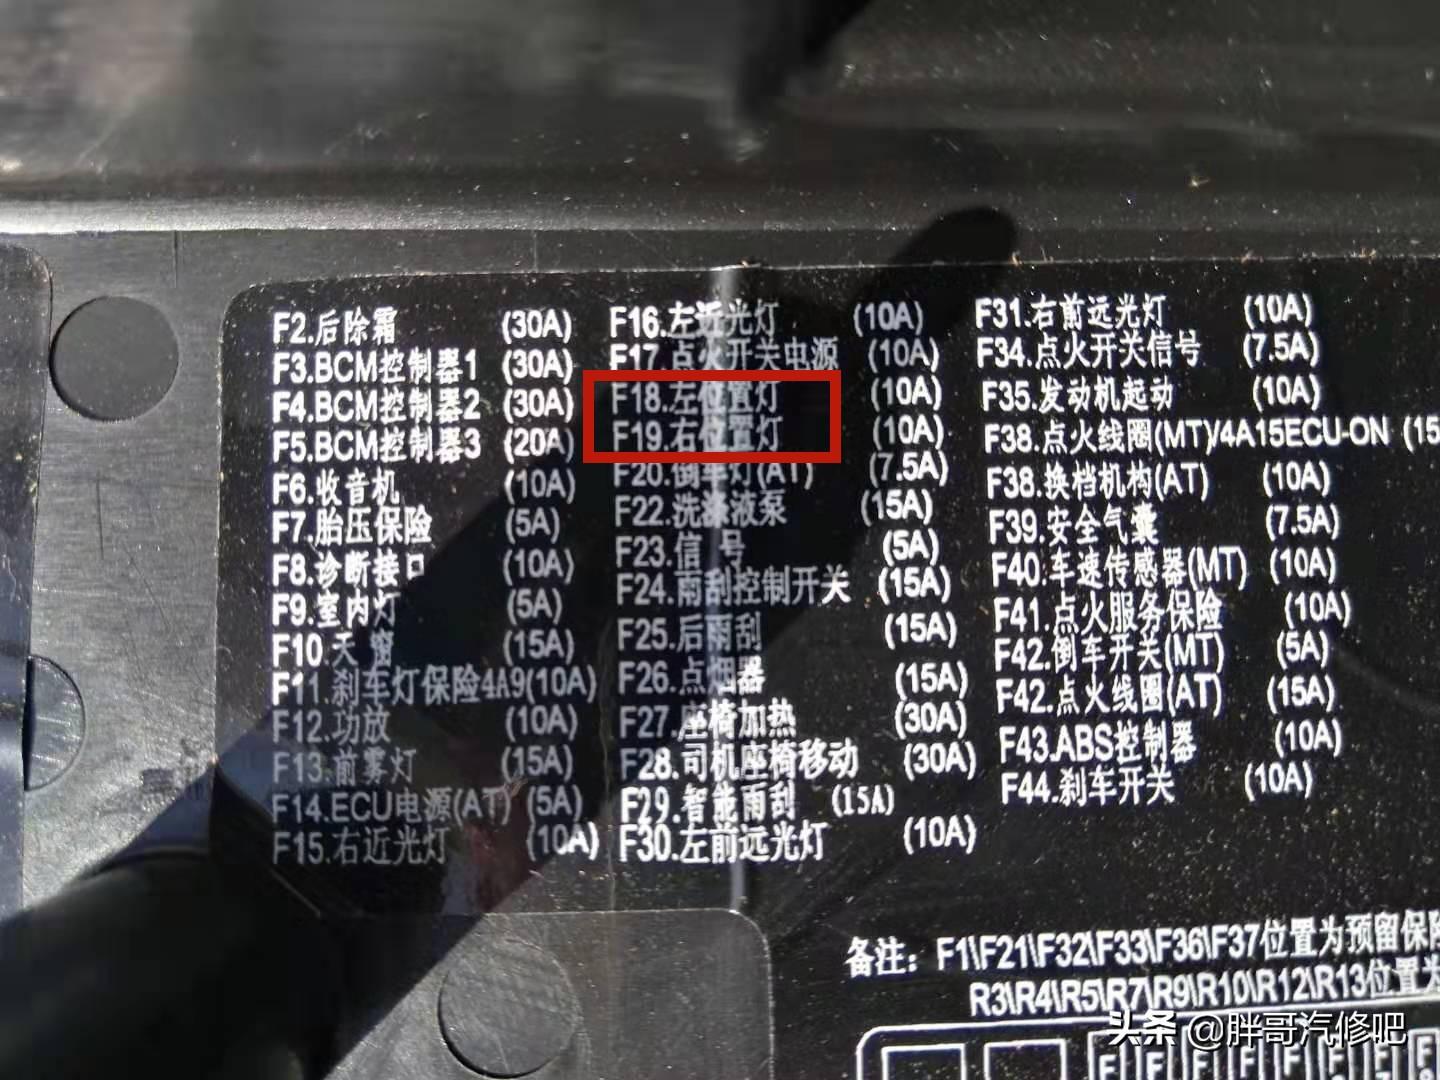 F2.后除霜 (30A)
F3.BCM控制器1 (30A)
F4.BCM控制器2 (30A)
F5.BCM控制器3 (20A)
F6.收音机 (10A)
F7.胎压保险 (5A)
F8.诊断接口 (10A)
F9.室内灯 (5A)
F10.天窗 (15A)
F11.刹车灯保险4A9(10A)
F12.功放 (10A)
F13.前雾灯 (15A)
F14.ECU电源(AT) (5A)
F15.右近光灯 (10A)
F16.左近光灯 (10A)
F17.点火开关电源 (10A)
F18.左位置灯 (10A)
F19.右位置灯 (10A)
F20.倒车灯(AT) (7.5A)
F22.洗涤液泵 (15A)
F23.信号 (5A)
F24.雨刮控制开关 (15A)
F25.后雨刮 (15A)
F26.点烟器 (15A)
F27.座椅加热 (30A)
F28.司机座椅移动 (30A)
F29.智能雨刮 (15A)
F30.左前远光灯 (10A)
F31.右前远光灯 (10A)
F34.点火开关信号 (7.5A)
F35.发动机起动 (10A)
F38.点火线圈(MT)/4A15ECU-ON (15
F38.换档机构(AT) (10A)
F39.安全气囊 (7.5A)
F40.车速传感器(MT) (10A)
F41.点火服务保险 (10A)
F42.倒车开关(MT) (5A)
F42.点火线圈(AT) (15A)
F43.ABS控制器 (10A)
F44.刹车开关 (10A)
备注：F1\F21\F32\F33\F36\F37位置为预留保险
R3\R4\R5\R7\R9\R10\R12\R13位置为
头条 @胖哥汽修吧